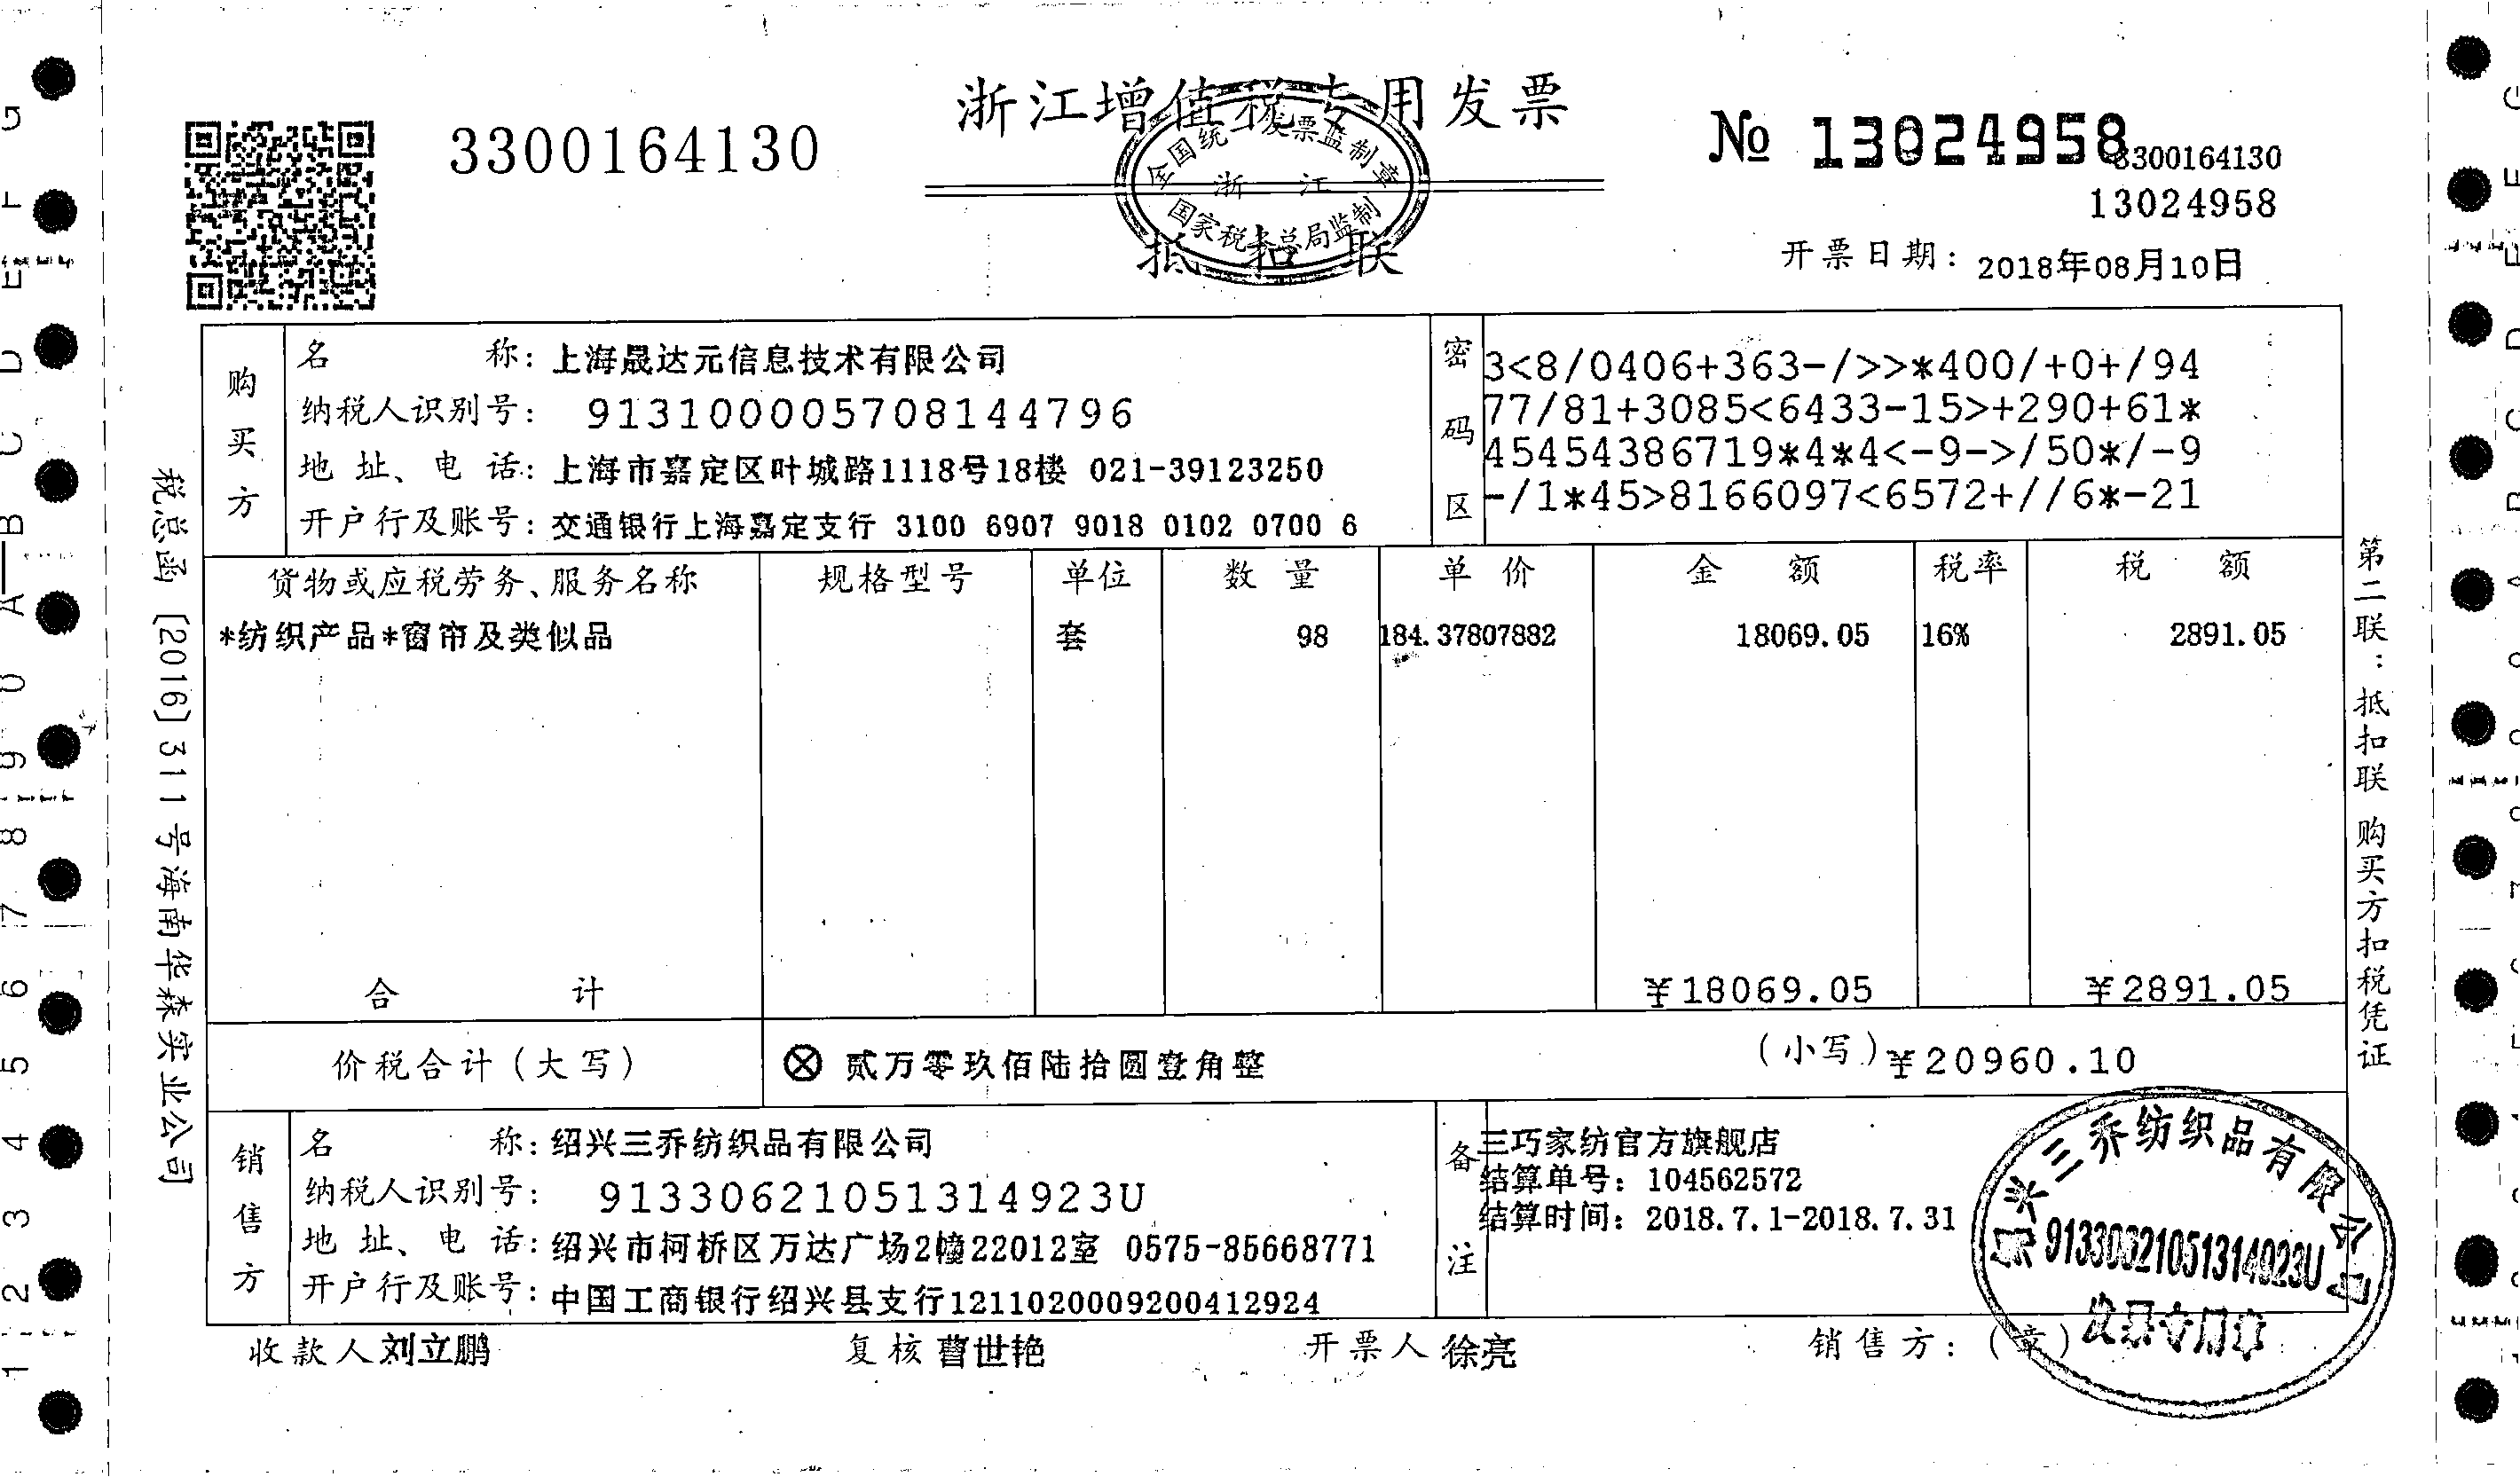 浙江增值税专用发票
3300164130
№ 13024958
3300164130
13024958
全国统一发票监制章
浙 江
国家税务总局监制
抵扣联
开票日期: 2018年08月10日
购买方
名 称: 上海晟达元信息技术有限公司
纳税人识别号: 913100005708144796
地 址、电 话: 上海市嘉定区叶城路1118号18楼 021-39123250
开户行及账号: 交通银行上海嘉定支行 3100 6907 9018 0102 0700 6
密码区
3<8/0406+363-/>>*400/+0+/94
77/81+3085<6433-15>+290+61*
45454386719*4*4<-9->/50*/-9
-/1*45>8166097<6572+//6*-21
货物或应税劳务、服务名称 规格型号 单位 数 量 单 价 金 额 税率 税 额
*纺织产品*窗帘及类似品 套 98 184.37807882 18069.05 16% 2891.05
合 计 ¥18069.05 ¥2891.05
价税合计(大写) ⊗ 贰万零玖佰陆拾圆壹角整 (小写)¥20960.10
销售方
名 称: 绍兴三乔纺织品有限公司
纳税人识别号: 91330621051314923U
地 址、电 话: 绍兴市柯桥区万达广场2幢22012室 0575-85668771
开户行及账号: 中国工商银行绍兴县支行1211020009200412924
备注
三巧家纺官方旗舰店
结算单号: 104562572
结算时间: 2018.7.1-2018.7.31
收款人 刘立鹏 复核 曹世艳 开票人 徐亮 销售方:(章)
绍兴三乔纺织品有限公司
91330621051314923U
发票专用章
税总函[2016]311号海南华森实业公司
第二联:抵扣联 购买方扣税凭证